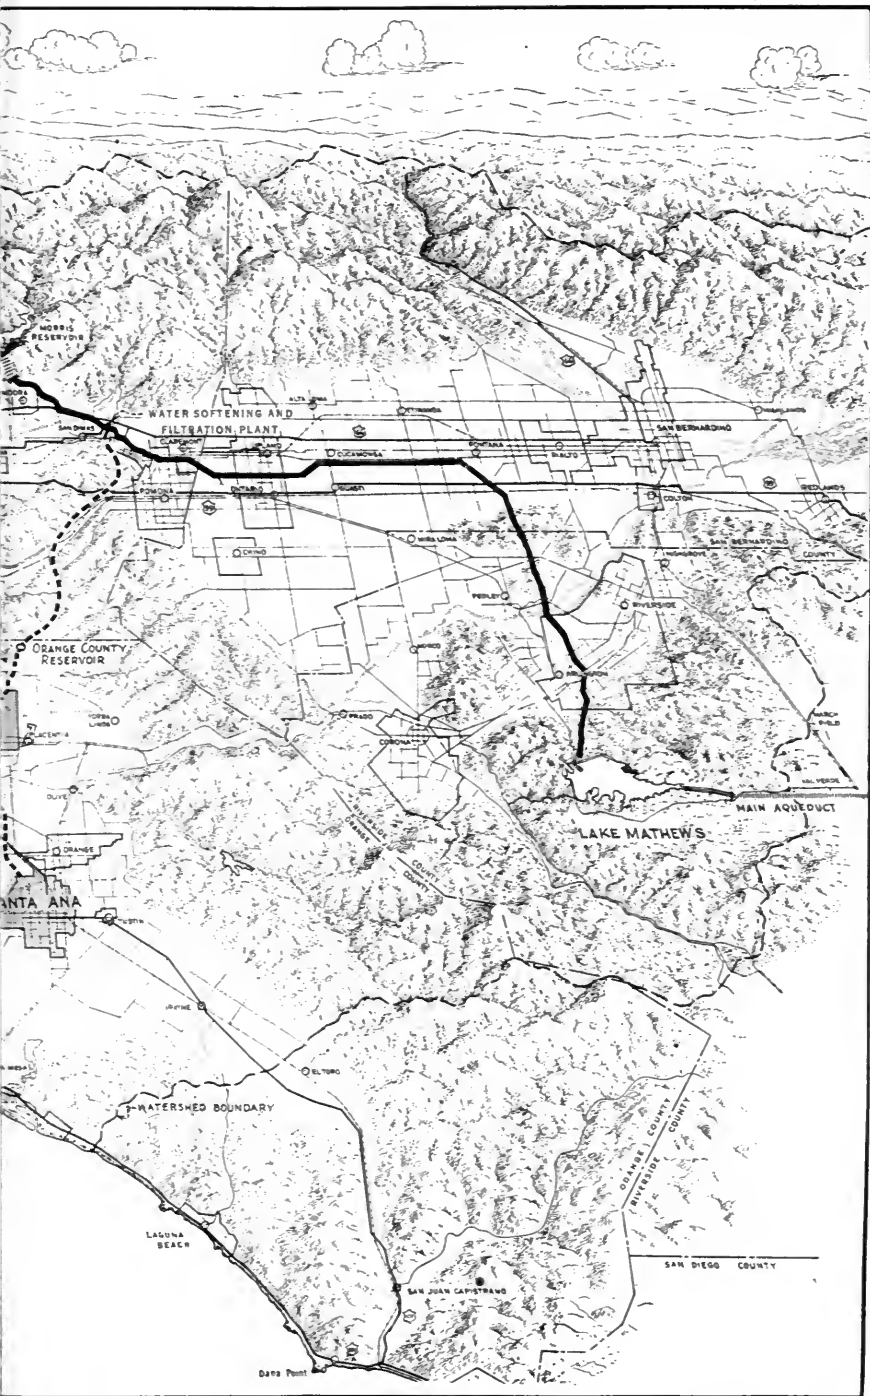 MORRIS
RESERVOIR
ALTA LOMA
ETIWANDA
HIGHLANDS
WATER SOFTENING AND
FILTRATION PLANT
SAN DIMAS
CLAREMONT
UPLAND
CUCAMONGA
FONTANA
RIALTO
SAN BERNARDINO
POMONA
ONTARIO
GUASTI
COLTON
REDLANDS
CHINO
MIRA LOMA
SAN BERNARDINO
COUNTY
HIGHGROVE
PEDLEY
RIVERSIDE
ORANGE COUNTY
RESERVOIR
NORCO
ARLINGTON
YORBA
LINDA
PLACENTIA
PRADO
CORONA
MARCH
FIELD
VAL VERDE
MAIN AQUEDUCT
OLIVE
RIVERSIDE
ORANGE
COUNTY
COUNTY
LAKE MATHEWS
ORANGE
ANTA ANA
TUSTIN
IRVINE
EL TORO
A MESA
WATERSHED BOUNDARY
ORANGE COUNTY
RIVERSIDE COUNTY
LAGUNA
BEACH
SAN DIEGO COUNTY
SAN JUAN CAPISTRANO
Dana Point